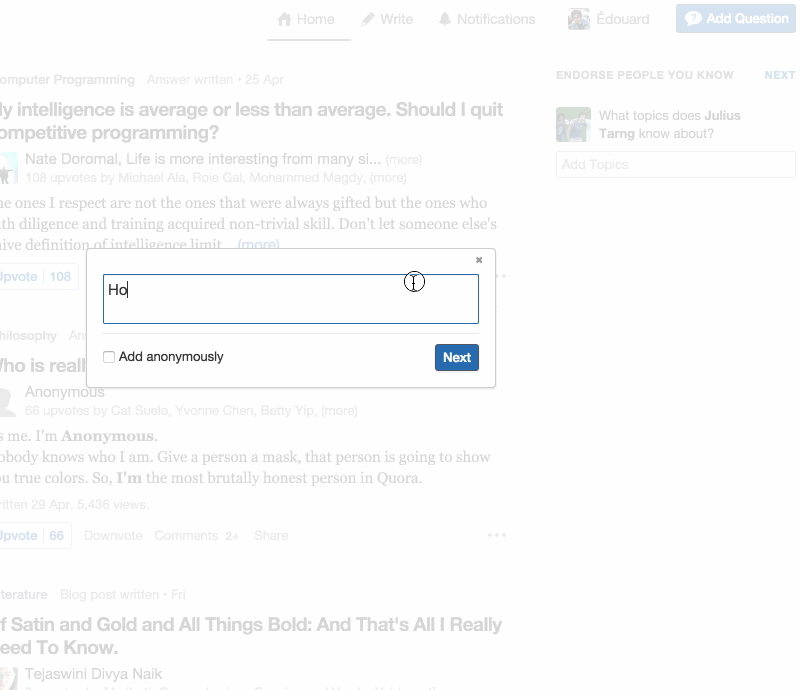 Home Write Notifications Édouard Add Question
omputer Programming Answer written • 25 Apr
y intelligence is average or less than average. Should I quit
ompetitive programming?
Nate Doromal, Life is more interesting from many si... (more)
108 upvotes by Michael Ala, Roie Gal, Mohammed Magdy, (more)
he ones I respect are not the ones that were always gifted but the ones who
th diligence and training acquired non-trivial skill. Don't let someone else's
ive definition of intelligence limit... (more)
Upvote 108
ENDORSE PEOPLE YOU KNOW NEXT
What topics does Julius
Tarng know about?
Add Topics
Ho
Add anonymously Next
hilosophy An
ho is reall
Anonymous
66 upvotes by Cat Suelo, Yvonne Chen, Betty Yip, (more)
s me. I'm Anonymous.
obody knows who I am. Give a person a mask, that person is going to show
ou true colors. So, I'm the most brutally honest person in Quora.
ritten 29 Apr. 5,436 views.
Upvote 66 Downvote Comments 2+ Share
terature Blog post written • Fri
f Satin and Gold and All Things Bold: And That's All I Really
eed To Know.
Tejaswini Divya Naik